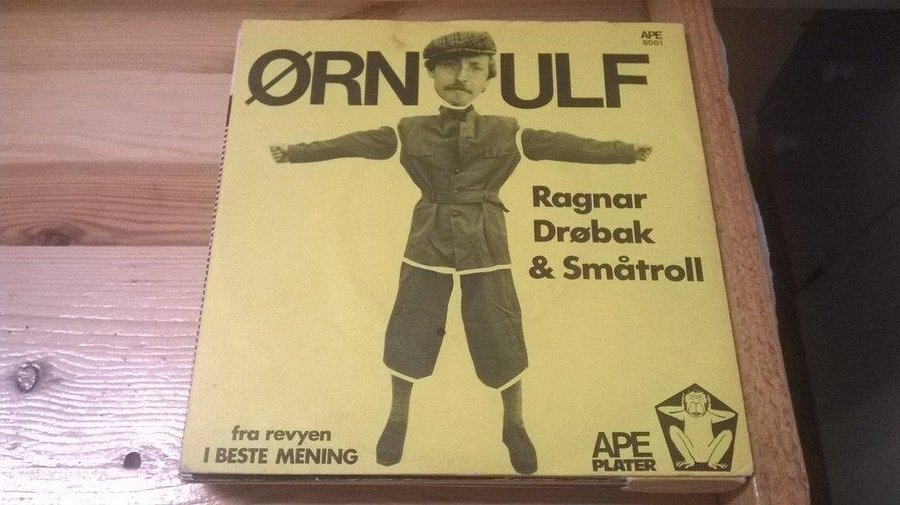 APE
8001
ØRN ULF
Ragnar
Drøbak
& Småtroll
fra revyen
I BESTE MENING
APE
PLATER